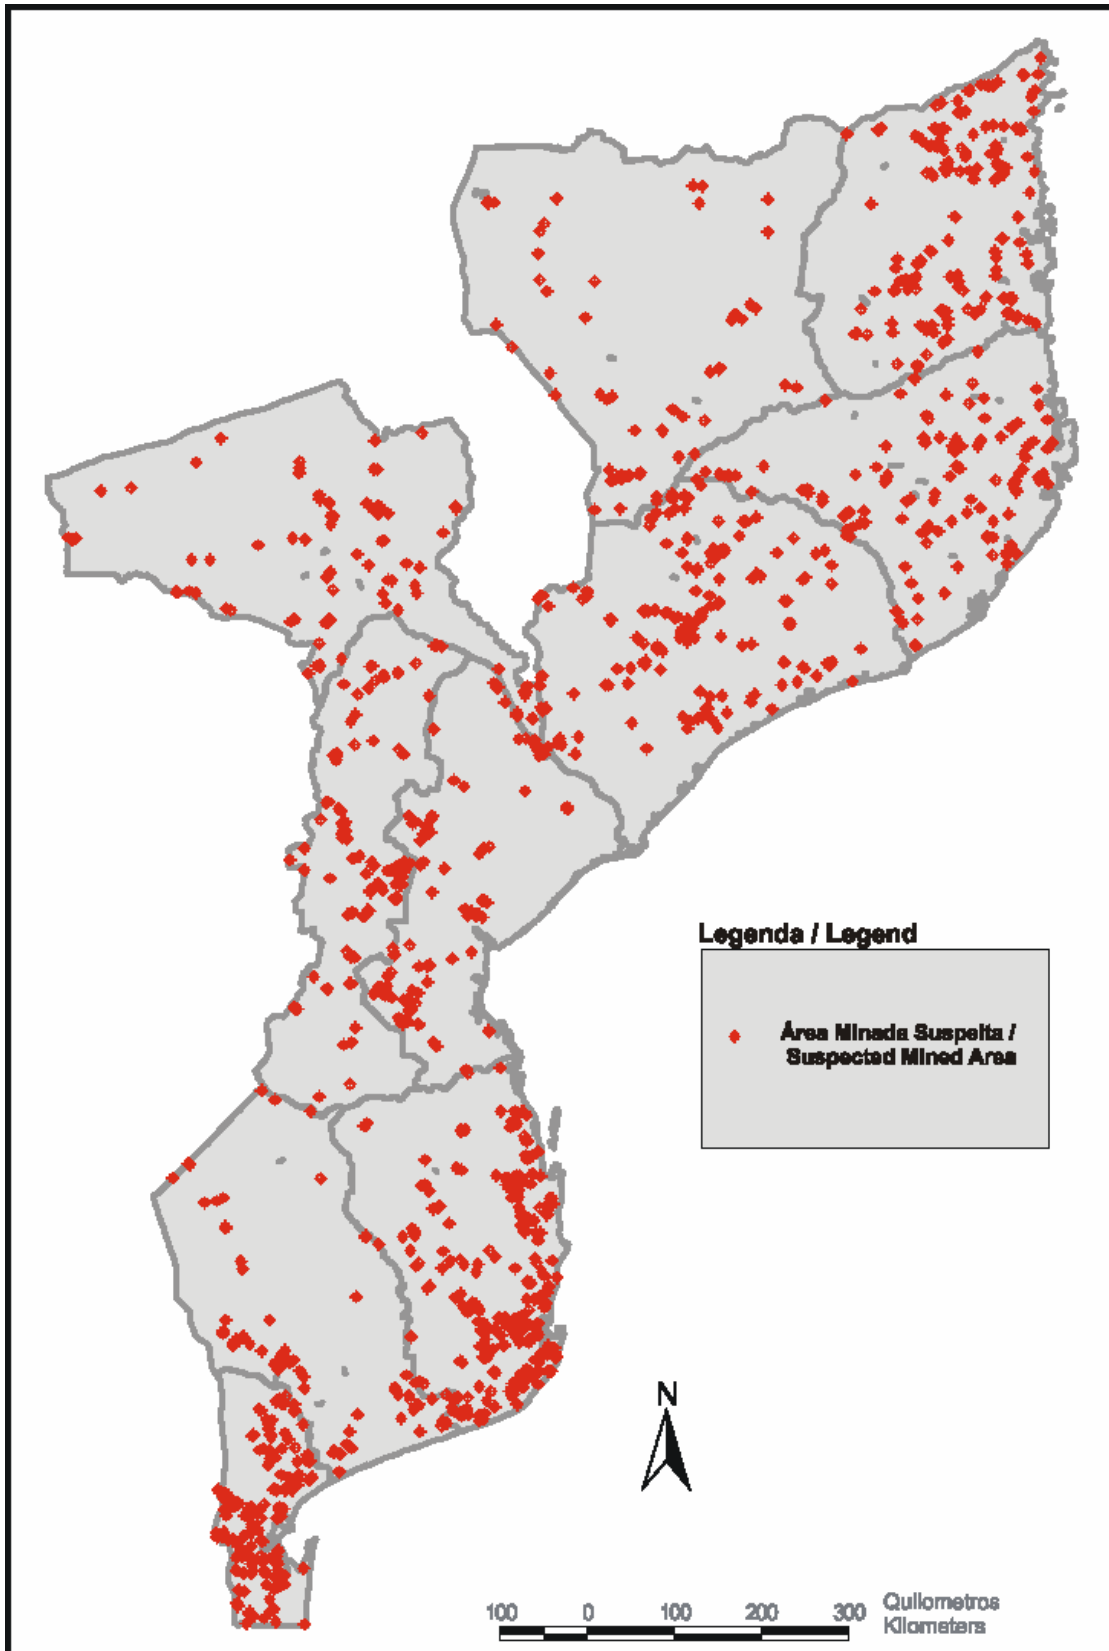 Legenda / Legend
Área Minada Suspeita /
Suspected Mined Area
N
100 0 100 200 300 Quilometros
Kilometers